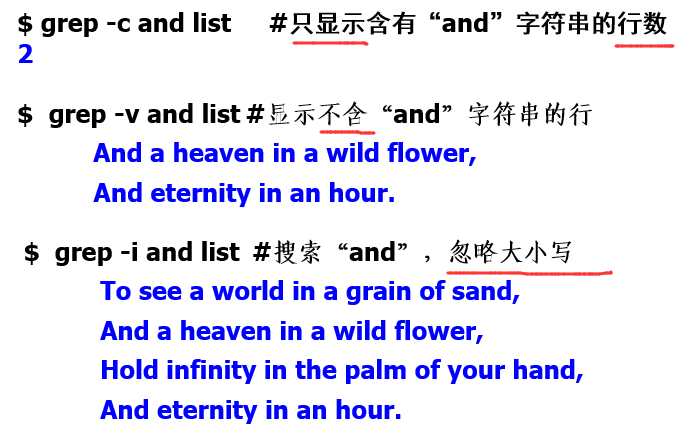 $ grep -c and list #只显示含有“and”字符串的行数
2
$ grep -v and list #显示不含“and”字符串的行
And a heaven in a wild flower,
And eternity in an hour.
$ grep -i and list #搜索“and”，忽略大小写
To see a world in a grain of sand,
And a heaven in a wild flower,
Hold infinity in the palm of your hand,
And eternity in an hour.